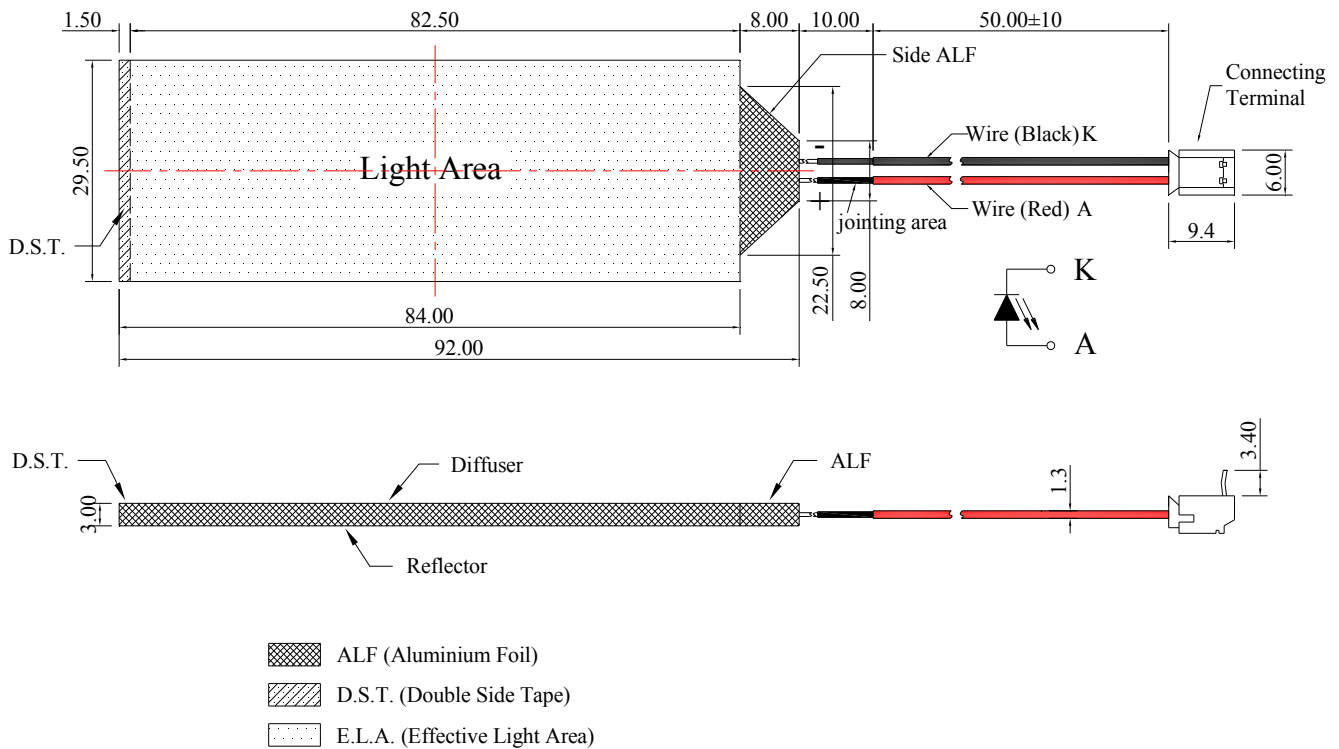 1.50
82.50
8.00
10.00
50.00±10
Side ALF
Connecting
Terminal
Wire (Black) K
-
29.50
Light Area
6.00
+
jointing area
Wire (Red) A
9.4
D.S.T.
22.50
8.00
K
A
84.00
92.00
D.S.T.
Diffuser
ALF
3.40
1.3
3.00
Reflector
ALF (Aluminium Foil)
D.S.T. (Double Side Tape)
E.L.A. (Effective Light Area)